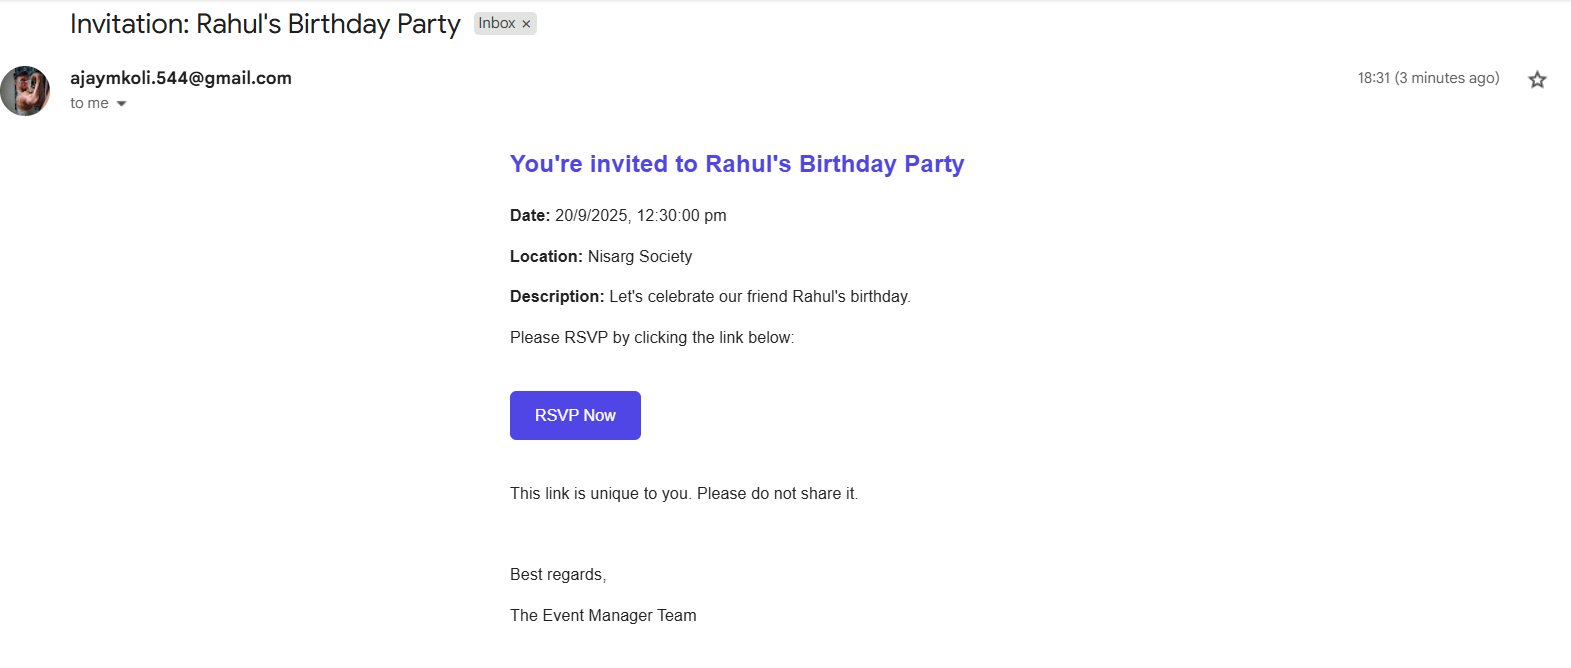 Invitation: Rahul's Birthday Party Inbox ×
ajaymkoli.544@gmail.com 18:31 (3 minutes ago)
to me
You're invited to Rahul's Birthday Party
Date: 20/9/2025, 12:30:00 pm
Location: Nisarg Society
Description: Let's celebrate our friend Rahul's birthday.
Please RSVP by clicking the link below:
RSVP Now
This link is unique to you. Please do not share it.
Best regards,
The Event Manager Team